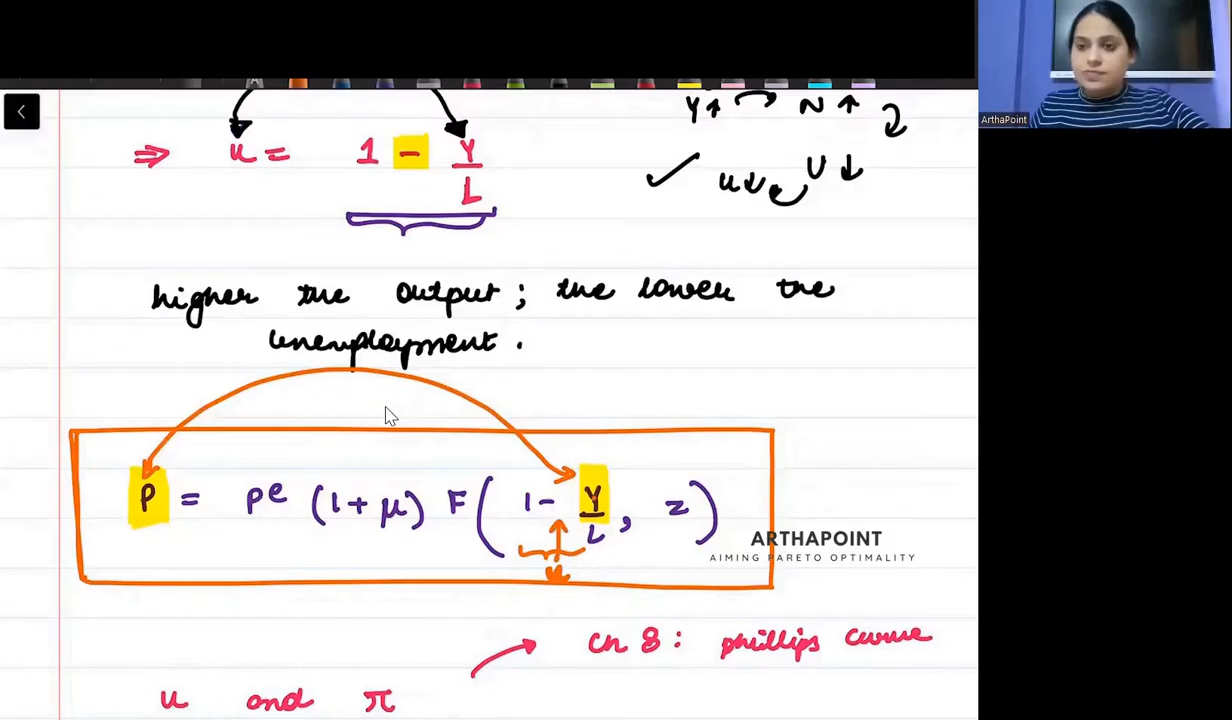 Y↑ → N↑
ArthaPoint
⇒ u = 1 - Y/L
✓ u↓ U↓
higher the output ; the lower the
unemployment .
P = Pe (1 + μ) F ( 1 - Y/L , z )
ARTHAPOINT
AIMING PARETO OPTIMALITY
→ Ch 8 : phillips curve
u and π